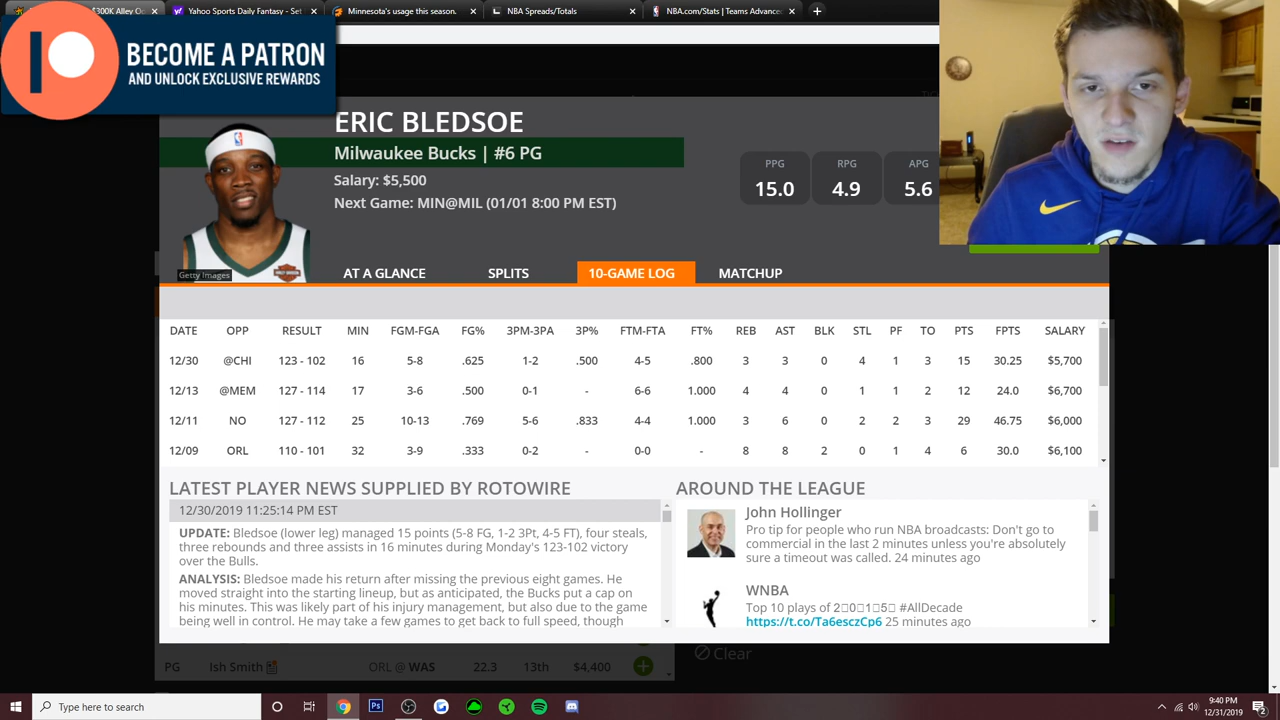 $300K Alley Oo
Yahoo Sports Daily Fantasy - Set
Minnesota's usage this season.
NBA Spreads/Totals
NBA.com/Stats | Teams Advanced
BECOME A PATRON
AND UNLOCK EXCLUSIVE REWARDS
ERIC BLEDSOE
Milwaukee Bucks | #6 PG
Salary: $5,500
Next Game: MIN@MIL (01/01 8:00 PM EST)
PPG RPG APG
15.0 4.9 5.6
Getty Images
AT A GLANCE SPLITS 10-GAME LOG MATCHUP
DATE OPP RESULT MIN FGM-FGA FG% 3PM-3PA 3P% FTM-FTA FT% REB AST BLK STL PF TO PTS FPTS SALARY
12/30 @CHI 123 - 102 16 5-8 .625 1-2 .500 4-5 .800 3 3 0 4 1 3 15 30.25 $5,700
12/13 @MEM 127 - 114 17 3-6 .500 0-1 - 6-6 1.000 4 4 0 1 1 2 12 24.0 $6,700
12/11 NO 127 - 112 25 10-13 .769 5-6 .833 4-4 1.000 3 6 0 2 2 3 29 46.75 $6,000
12/09 ORL 110 - 101 32 3-9 .333 0-2 - 0-0 - 8 8 2 0 1 4 6 30.0 $6,100
LATEST PLAYER NEWS SUPPLIED BY ROTOWIRE
12/30/2019 11:25:14 PM EST
UPDATE: Bledsoe (lower leg) managed 15 points (5-8 FG, 1-2 3Pt, 4-5 FT), four steals,
three rebounds and three assists in 16 minutes during Monday's 123-102 victory
over the Bulls.
ANALYSIS: Bledsoe made his return after missing the previous eight games. He
moved straight into the starting lineup, but as anticipated, the Bucks put a cap on
his minutes. This was likely part of his injury management, but also due to the game
being well in control. He may take a few games to get back to full speed, though
AROUND THE LEAGUE
John Hollinger
Pro tip for people who run NBA broadcasts: Don't go to
commercial in the last 2 minutes unless you're absolutely
sure a timeout was called. 24 minutes ago
WNBA
Top 10 plays of 2▯0▯1▯5▯ #AllDecade
https://t.co/Ta6esczCp6 25 minutes ago
PG Ish Smith ORL @ WAS 22.3 13th $4,400
Clear
Type here to search
9:40 PM
12/31/2019
2